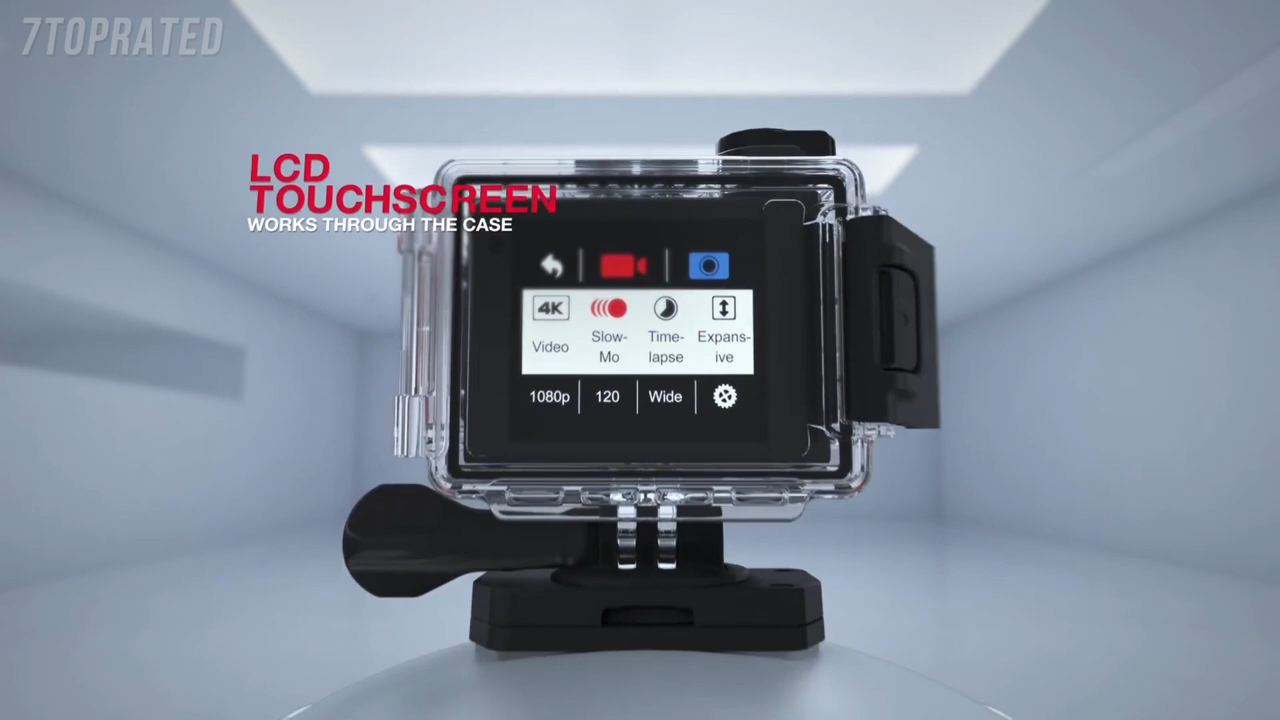 7TOPRATED
LCD
TOUCHSCREEN
WORKS THROUGH THE CASE
4K
Video
Slow-
Mo
Time-
lapse
Expans-
ive
1080p
120
Wide